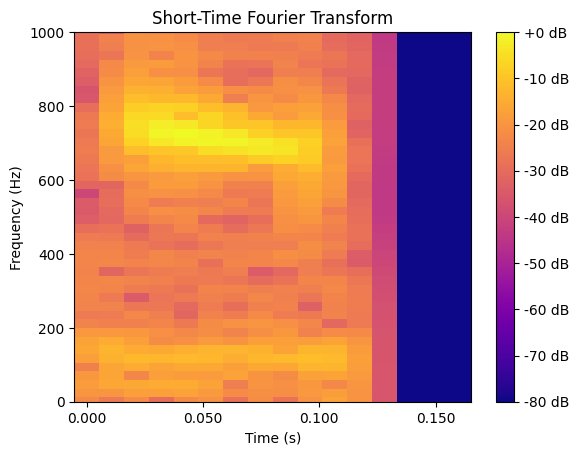 Short-Time Fourier Transform
1000
800
600
400
200
0
Frequency (Hz)
0.000
0.050
0.100
0.150
Time (s)
+0 dB
-10 dB
-20 dB
-30 dB
-40 dB
-50 dB
-60 dB
-70 dB
-80 dB